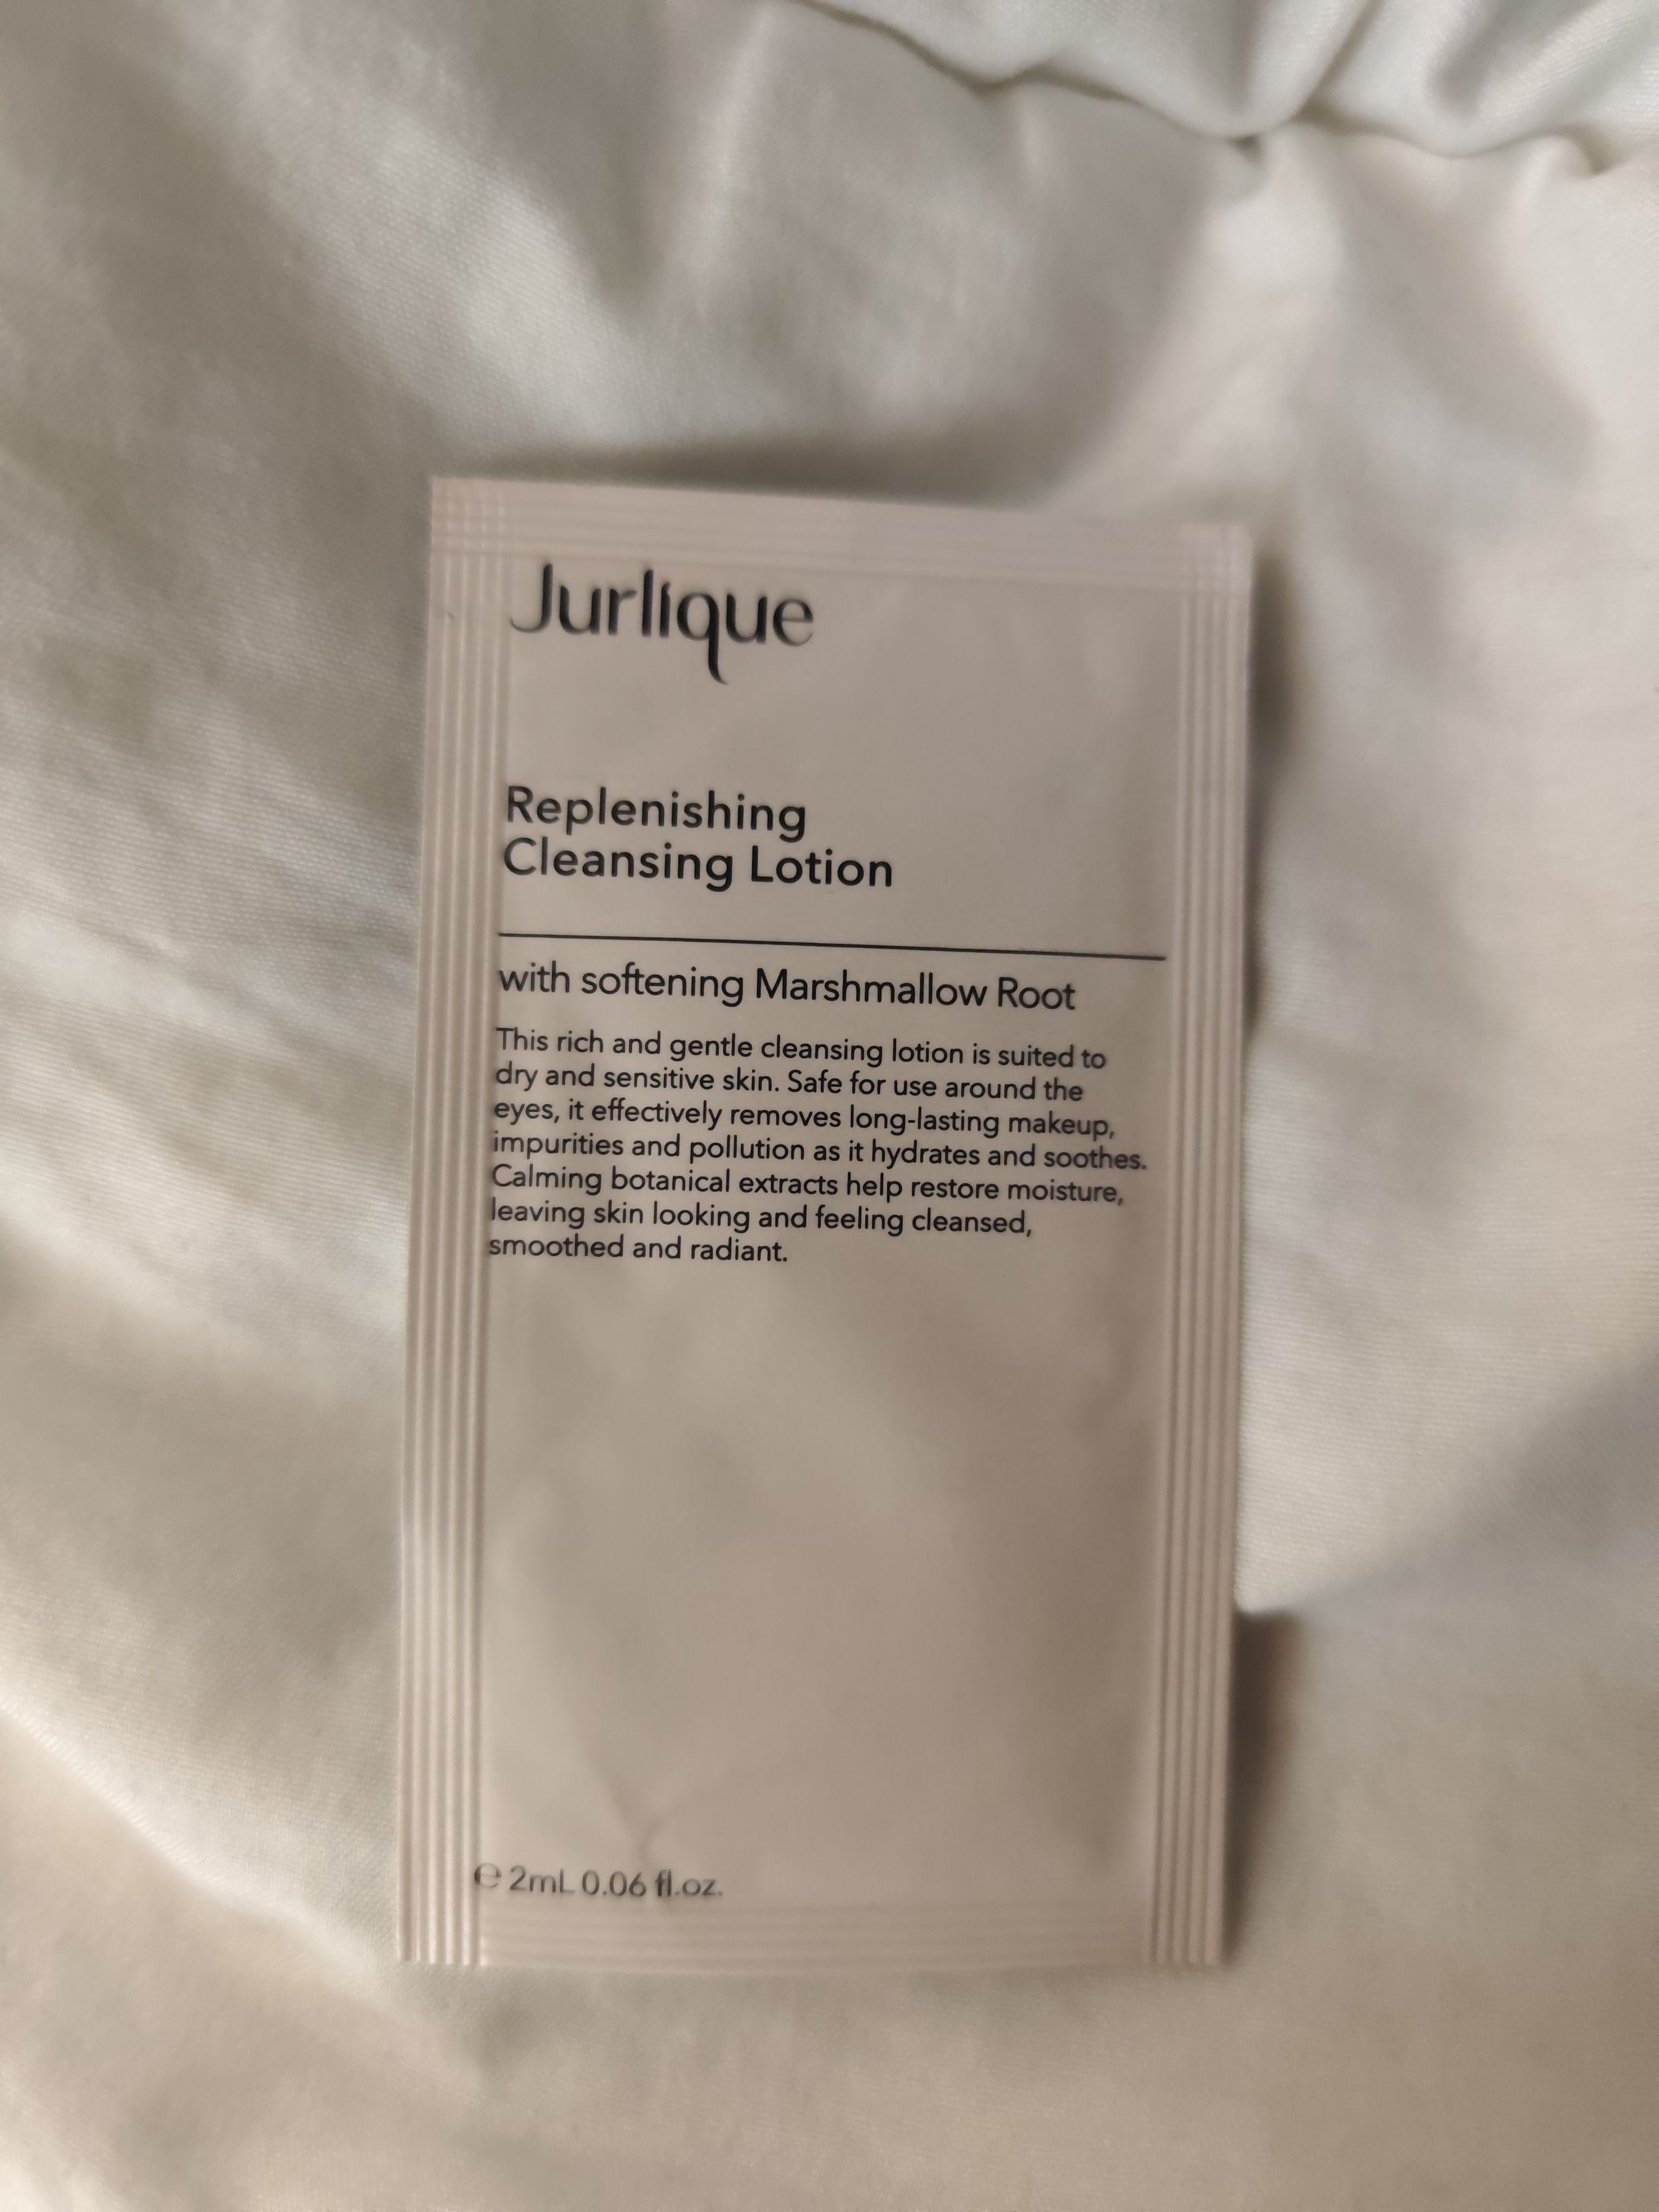 Jurlique
Replenishing
Cleansing Lotion
with softening Marshmallow Root
This rich and gentle cleansing lotion is suited to
dry and sensitive skin. Safe for use around the
eyes, it effectively removes long-lasting makeup,
impurities and pollution as it hydrates and soothes.
Calming botanical extracts help restore moisture,
leaving skin looking and feeling cleansed,
smoothed and radiant.
℮ 2mL 0.06 fl.oz.